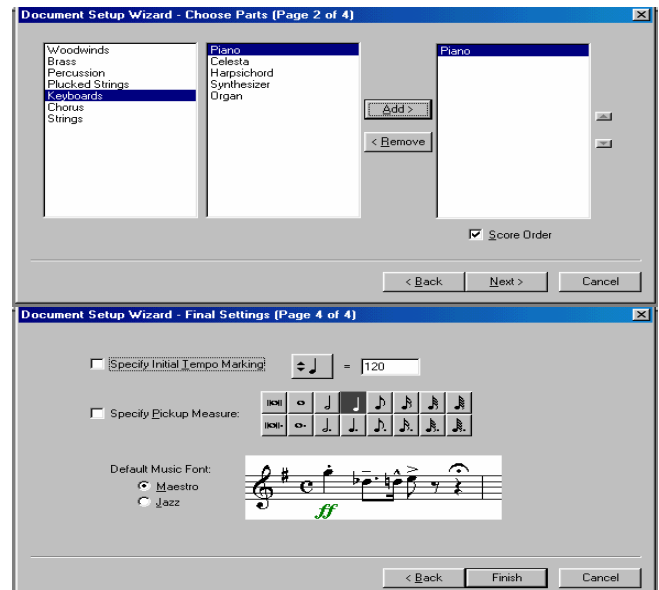 Document Setup Wizard - Choose Parts (Page 2 of 4)
Woodwinds
Brass
Percussion
Plucked Strings
Keyboards
Chorus
Strings
Piano
Celesta
Harpsichord
Synthesizer
Organ
Add >
< Remove
Piano
Score Order
< Back Next > Cancel
Document Setup Wizard - Final Settings (Page 4 of 4)
Specify Initial Tempo Marking = 120
Specify Pickup Measure:
Default Music Font:
Maestro
Jazz
ff
< Back Finish Cancel